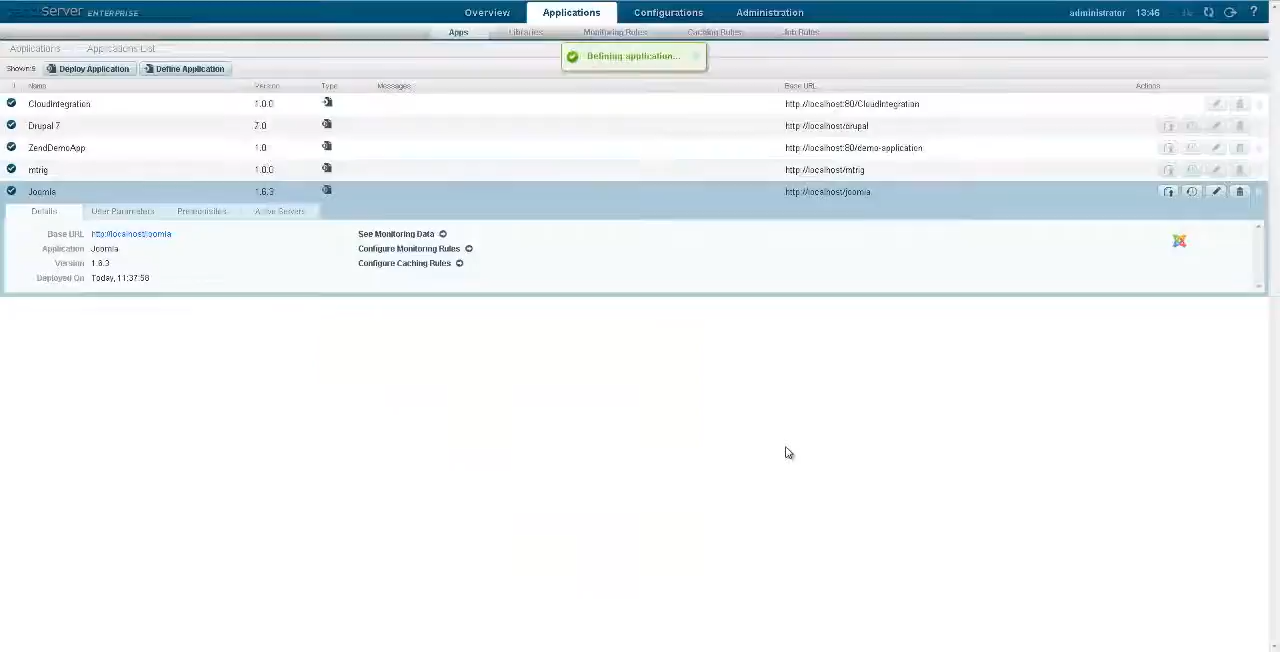 Server ENTERPRISE
Overview Applications Configurations Administration administrator 13:46 ?
Apps Libraries Monitoring Rules Caching Rules Job Rules
Applications Applications List
Defining application...
Shown: 5 Deploy Application Define Application
Name Version Type Messages Base URL Actions
CloudIntegration 1.0.0 http://localhost:80/CloudIntegration
Drupal 7 7.0 http://localhost/drupal
ZendDemoApp 1.0 http://localhost:80/demo-application
mtrig 1.0.0 http://localhost/mtrig
Joomla 1.6.3 http://localhost/joomla
Details User Parameters Prerequisites Active Servers
Base URL http://localhost/joomla See Monitoring Data
Application Joomla Configure Monitoring Rules
Version 1.6.3 Configure Caching Rules
Deployed On Today, 11:37:58